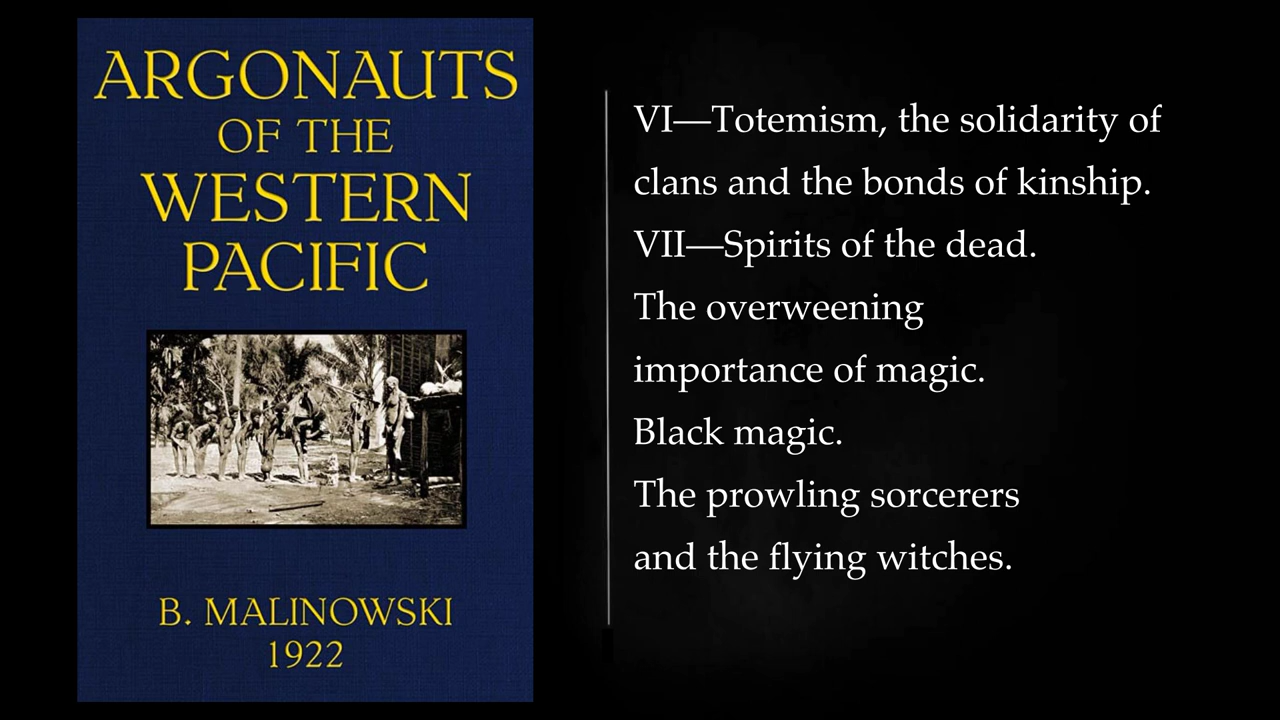 ARGONAUTS
OF THE
WESTERN
PACIFIC
B. MALINOWSKI
1922
VI—Totemism, the solidarity of
clans and the bonds of kinship.
VII—Spirits of the dead.
The overweening
importance of magic.
Black magic.
The prowling sorcerers
and the flying witches.